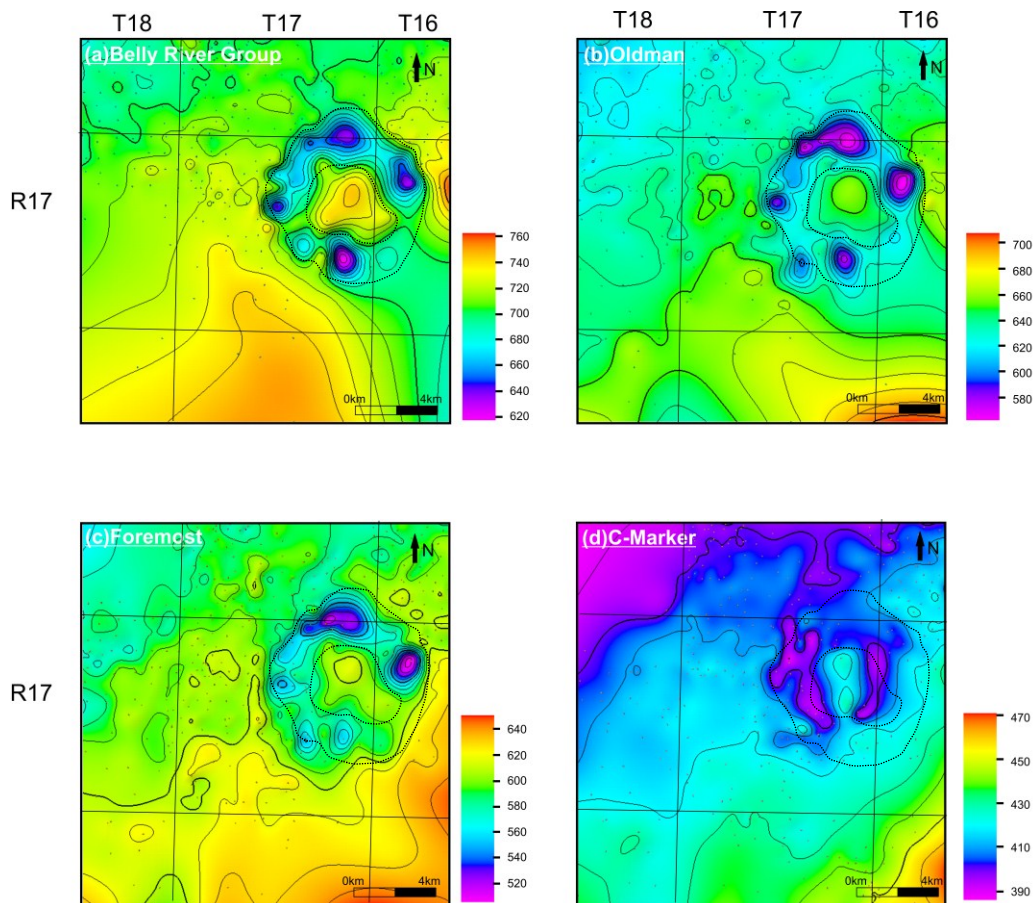 T18 T17 T16 T18 T17 T16
(a)Belly River Group
N
(b)Oldman
N
R17
760
740
720
700
680
660
640
620
700
680
660
640
620
600
580
0km 4km
0km 4km
(c)Foremost
N
(d)C-Marker
N
R17
640
620
600
580
560
540
520
470
450
430
410
390
0km 4km
0km 4km